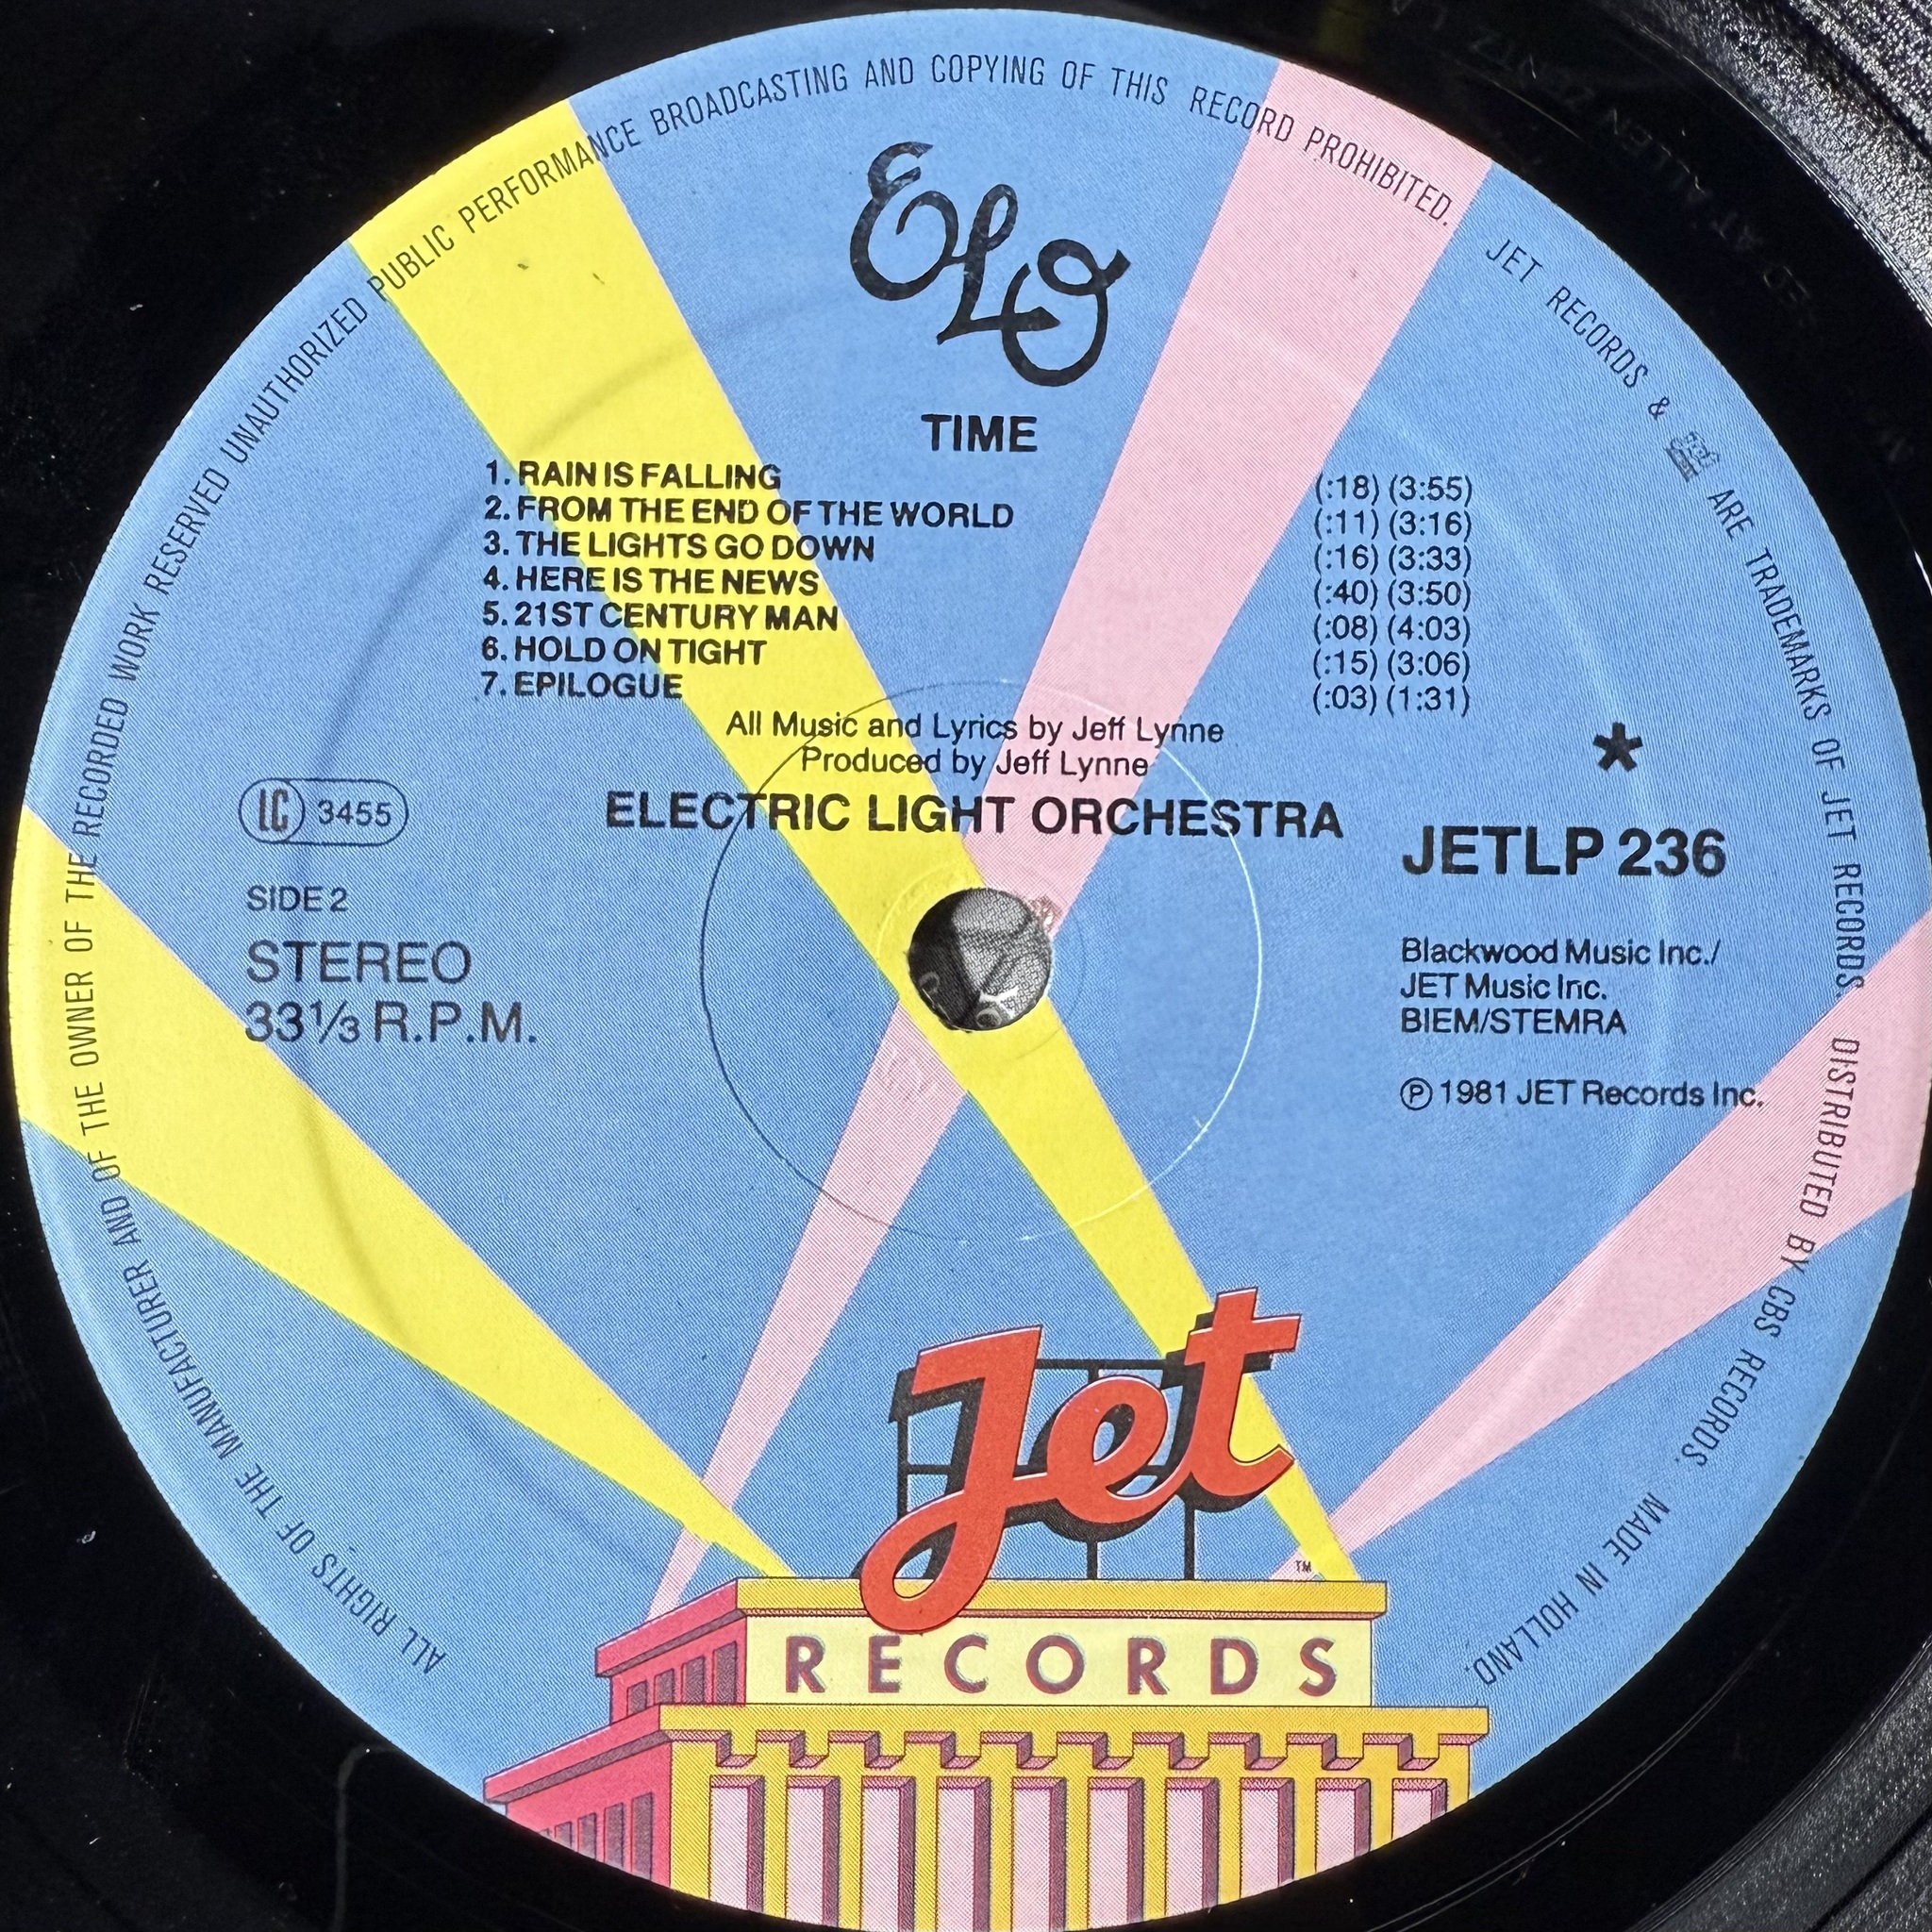 ALL RIGHTS OF THE MANUFACTURER AND OF THE OWNER OF THE RECORDED WORK RESERVED UNAUTHORIZED PUBLIC PERFORMANCE BROADCASTING AND COPYING OF THIS RECORD PROHIBITED.
JET RECORDS & ARE TRADEMARKS OF JET RECORDS. DISTRIBUTED BY CBS RECORDS. MADE IN HOLLAND.
ELO
TIME
1. RAIN IS FALLING (:18) (3:55)
2. FROM THE END OF THE WORLD (:11) (3:16)
3. THE LIGHTS GO DOWN (:16) (3:33)
4. HERE IS THE NEWS (:40) (3:50)
5. 21ST CENTURY MAN (:08) (4:03)
6. HOLD ON TIGHT (:15) (3:06)
7. EPILOGUE (:03) (1:31)
All Music and Lyrics by Jeff Lynne
Produced by Jeff Lynne
ELECTRIC LIGHT ORCHESTRA
LC 3455
SIDE 2
STEREO
33⅓ R.P.M.
*
JETLP 236
Blackwood Music Inc./
JET Music Inc.
BIEM/STEMRA
Ⓟ 1981 JET Records Inc.
Jet
TM
RECORDS